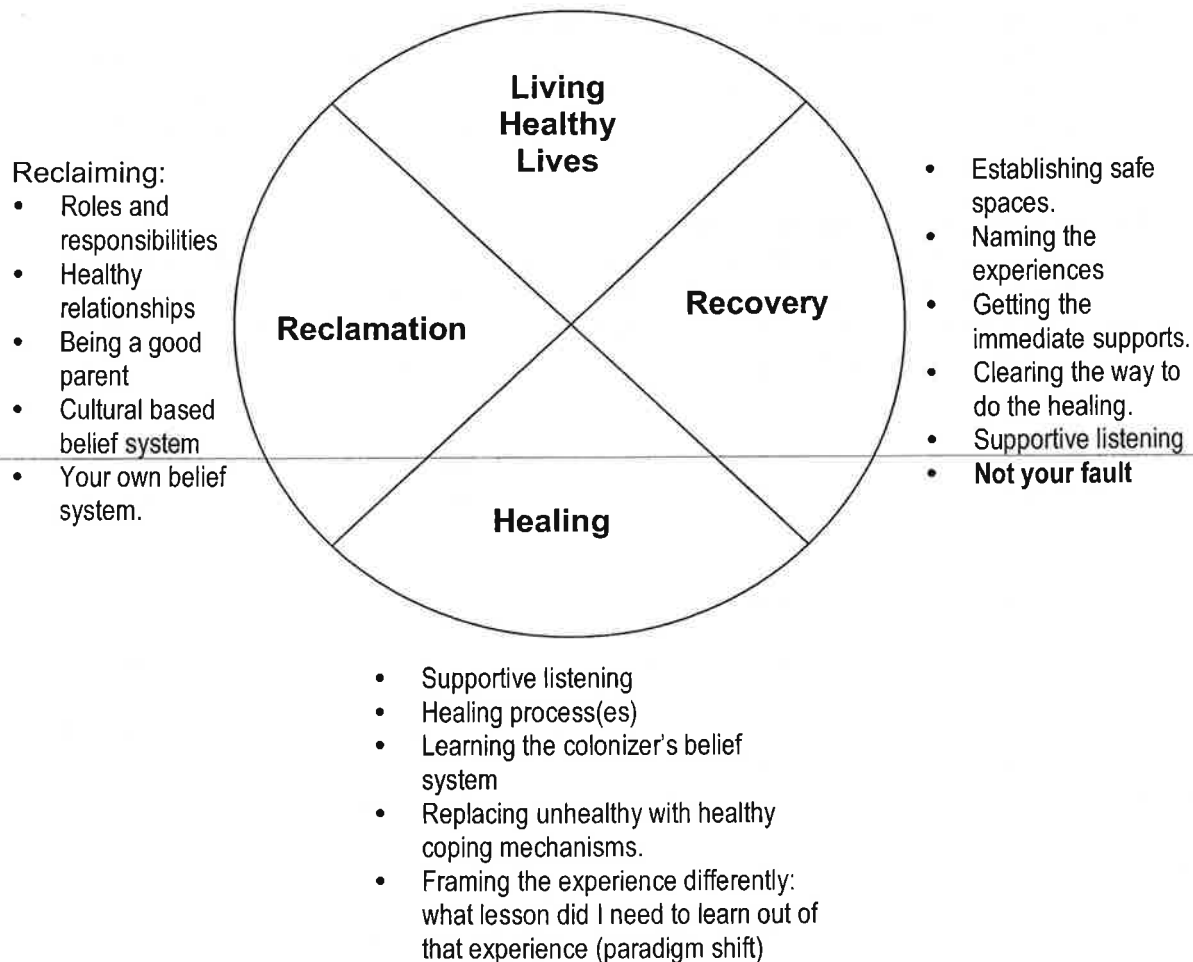 Living
Healthy
Lives
Reclaiming:
• Roles and
responsibilities
• Healthy
relationships
• Being a good
parent
• Cultural based
belief system
• Your own belief
system.
Reclamation
Recovery
• Establishing safe
spaces.
• Naming the
experiences
• Getting the
immediate supports.
• Clearing the way to
do the healing.
• Supportive listening
• Not your fault
Healing
• Supportive listening
• Healing process(es)
• Learning the colonizer's belief
system
• Replacing unhealthy with healthy
coping mechanisms.
• Framing the experience differently:
what lesson did I need to learn out of
that experience (paradigm shift)